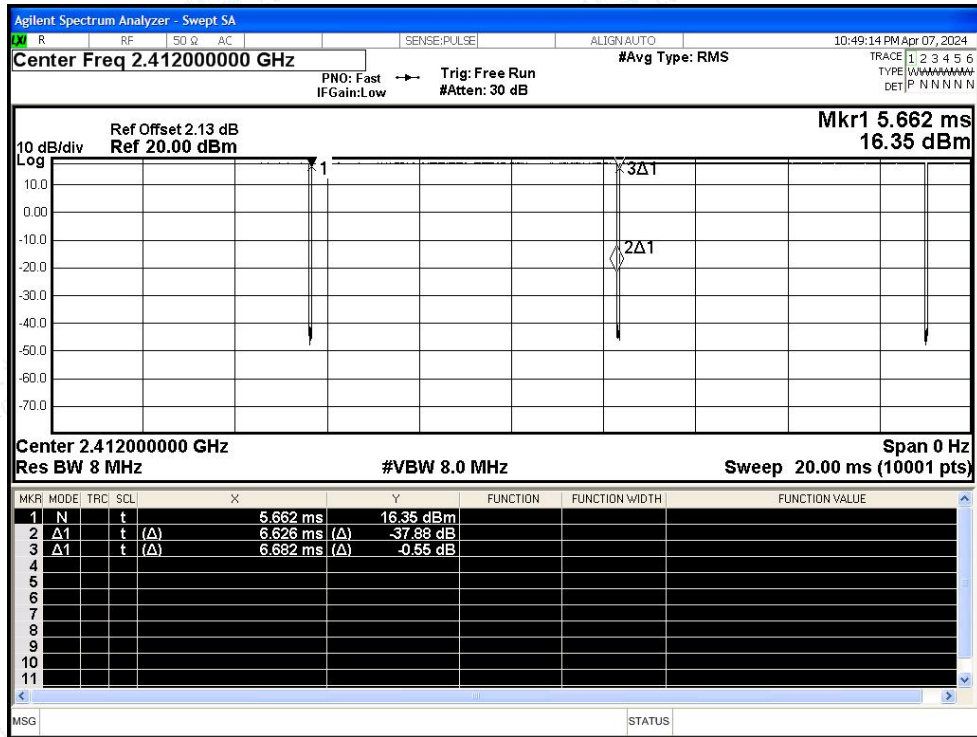 Agilent Spectrum Analyzer - Swept SA
LXI R RF 50 Ω AC SENSE:PULSE ALIGN AUTO 10:49:14 PM Apr 07, 2024
Center Freq 2.412000000 GHz #Avg Type: RMS TRACE 1 2 3 4 5 6
PNO: Fast Trig: Free Run TYPE WWWWWW
IFGain:Low #Atten: 30 dB DET P N N N N N
Mkr1 5.662 ms
Ref Offset 2.13 dB
10 dB/div Ref 20.00 dBm 16.35 dBm
Log
1 3Δ1
10.0
0.00
-10.0
2Δ1
-20.0
-30.0
-40.0
-50.0
-60.0
-70.0
Center 2.412000000 GHz Span 0 Hz
Res BW 8 MHz #VBW 8.0 MHz Sweep 20.00 ms (10001 pts)
MKR MODE TRC SCL X Y FUNCTION FUNCTION WIDTH FUNCTION VALUE
1 N t 5.662 ms 16.35 dBm
2 Δ1 t (Δ) 6.626 ms (Δ) -37.88 dB
3 Δ1 t (Δ) 6.682 ms (Δ) -0.55 dB
4
5
6
7
8
9
10
11
MSG STATUS